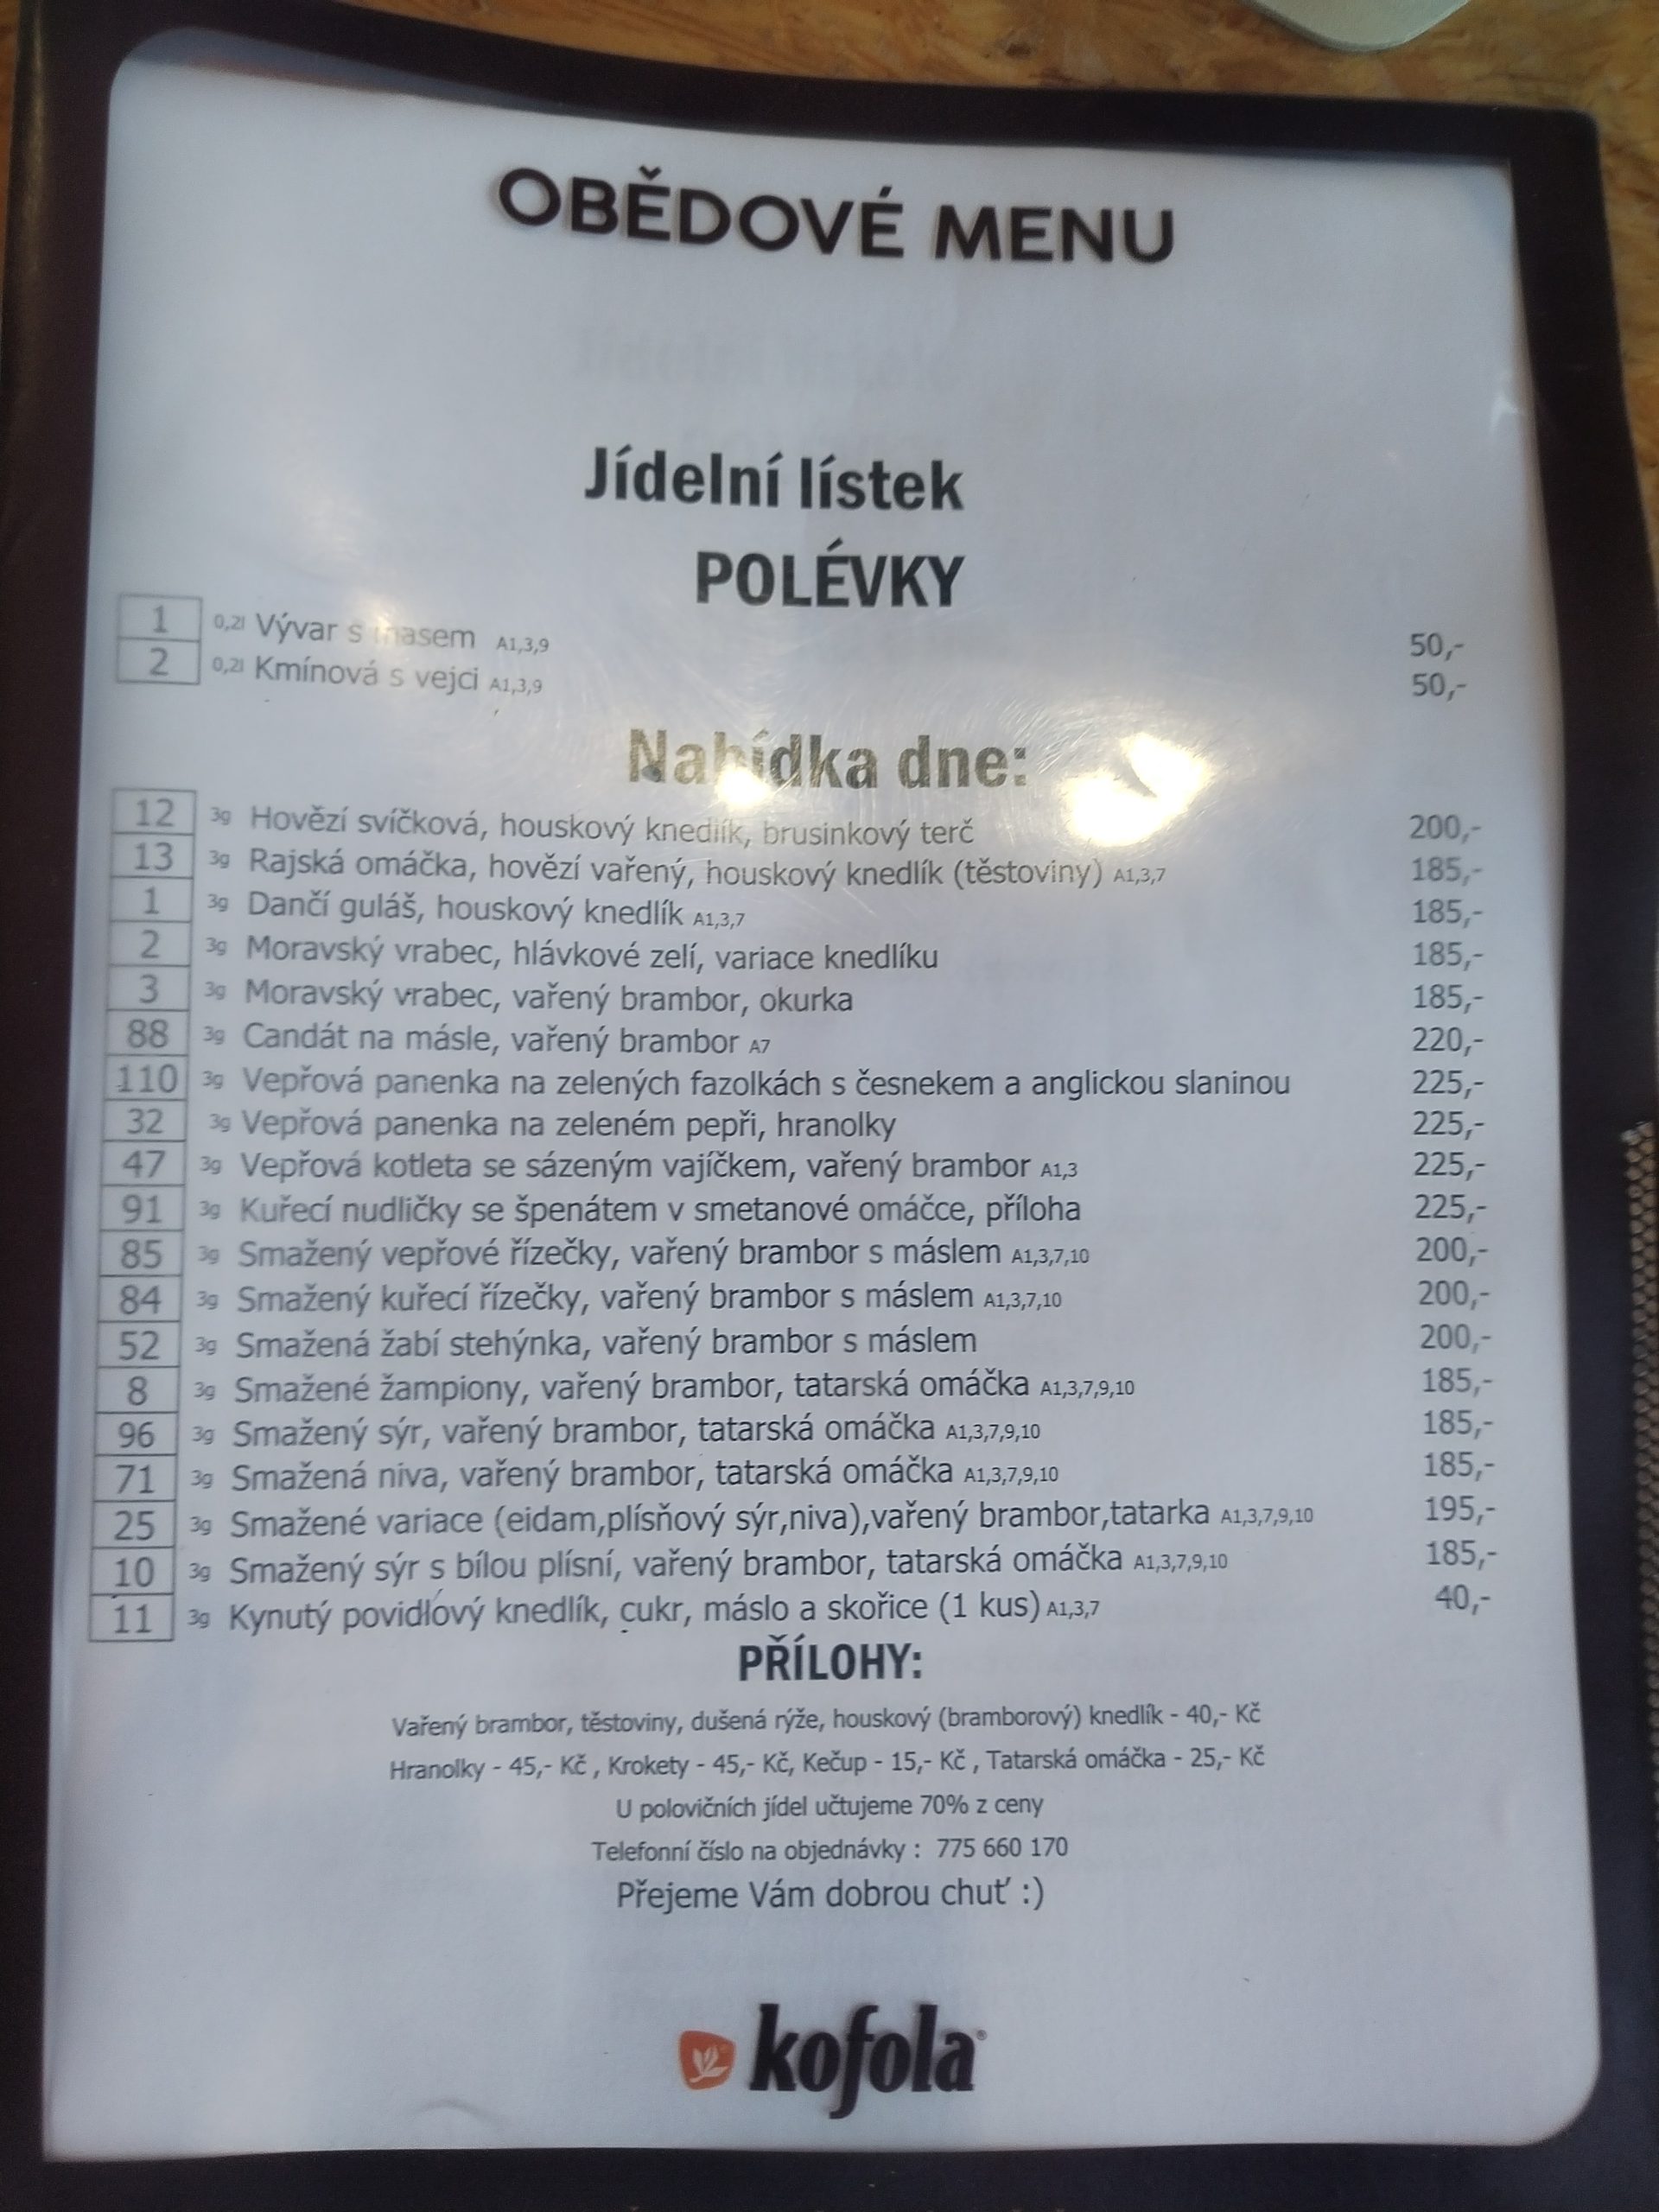 OBĚDOVÉ MENU
Jídelní lístek
POLÉVKY
1 0,2l Vývar s masem A1,3,9 50,-
2 0,2l Kmínová s vejci A1,3,9 50,-
Nabídka dne:
12 3g Hovězí svíčková, houskový knedlík, brusinkový terč 200,-
13 3g Rajská omáčka, hovězí vařený, houskový knedlík (těstoviny) A1,3,7 185,-
1 3g Dančí guláš, houskový knedlík A1,3,7 185,-
2 3g Moravský vrabec, hlávkové zelí, variace knedlíku 185,-
3 3g Moravský vrabec, vařený brambor, okurka 185,-
88 3g Candát na másle, vařený brambor A7 220,-
110 3g Vepřová panenka na zelených fazolkách s česnekem a anglickou slaninou 225,-
32 3g Vepřová panenka na zeleném pepři, hranolky 225,-
47 3g Vepřová kotleta se sázeným vajíčkem, vařený brambor A1,3 225,-
91 3g Kuřecí nudličky se špenátem v smetanové omáčce, příloha 225,-
85 3g Smažený vepřové řízečky, vařený brambor s máslem A1,3,7,10 200,-
84 3g Smažený kuřecí řízečky, vařený brambor s máslem A1,3,7,10 200,-
52 3g Smažená žabí stehýnka, vařený brambor s máslem 200,-
8 3g Smažené žampiony, vařený brambor, tatarská omáčka A1,3,7,9,10 185,-
96 3g Smažený sýr, vařený brambor, tatarská omáčka A1,3,7,9,10 185,-
71 3g Smažená niva, vařený brambor, tatarská omáčka A1,3,7,9,10 185,-
25 3g Smažené variace (eidam,plísňový sýr,niva),vařený brambor,tatarka A1,3,7,9,10 195,-
10 3g Smažený sýr s bílou plísní, vařený brambor, tatarská omáčka A1,3,7,9,10 185,-
11 3g Kynutý povidlový knedlík, cukr, máslo a skořice (1 kus) A1,3,7 40,-
PŘÍLOHY:
Vařený brambor, těstoviny, dušená rýže, houskový (bramborový) knedlík - 40,- Kč
Hranolky - 45,- Kč , Krokety - 45,- Kč, Kečup - 15,- Kč , Tatarská omáčka - 25,- Kč
U polovičních jídel učtujeme 70% z ceny
Telefonní číslo na objednávky : 775 660 170
Přejeme Vám dobrou chuť :)
kofola®